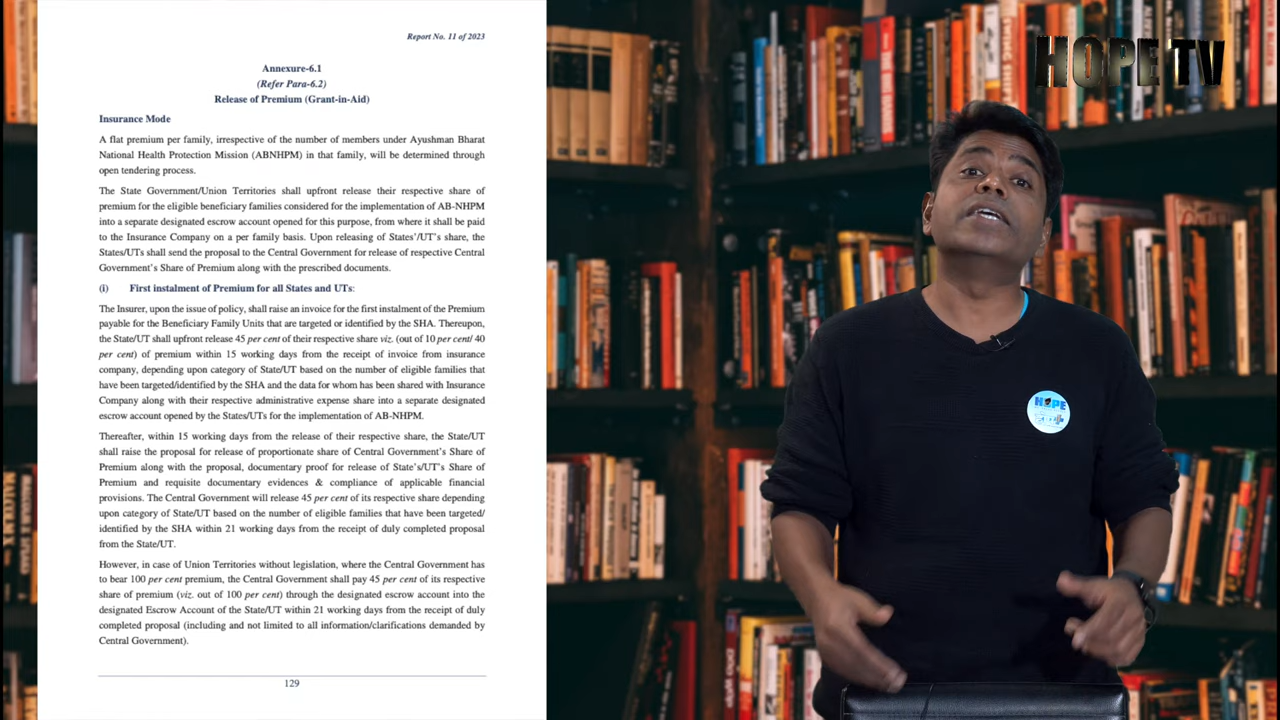 Report No. 11 of 2023
Annexure-6.1
(Refer Para-6.2)
Release of Premium (Grant-in-Aid)
Insurance Mode
A flat premium per family, irrespective of the number of members under Ayushman Bharat
National Health Protection Mission (ABNHPM) in that family, will be determined through
open tendering process.
The State Government/Union Territories shall upfront release their respective share of
premium for the eligible beneficiary families considered for the implementation of AB-NHPM
into a separate designated escrow account opened for this purpose, from where it shall be paid
to the Insurance Company on a per family basis. Upon releasing of States'/UT's share, the
States/UTs shall send the proposal to the Central Government for release of respective Central
Government's Share of Premium along with the prescribed documents.
(i) First instalment of Premium for all States and UTs:
The Insurer, upon the issue of policy, shall raise an invoice for the first instalment of the Premium
payable for the Beneficiary Family Units that are targeted or identified by the SHA. Thereupon,
the State/UT shall upfront release 45 per cent of their respective share viz. (out of 10 per cent/ 40
per cent) of premium within 15 working days from the receipt of invoice from insurance
company, depending upon category of State/UT based on the number of eligible families that
have been targeted/identified by the SHA and the data for whom has been shared with Insurance
Company along with their respective administrative expense share into a separate designated
escrow account opened by the States/UTs for the implementation of AB-NHPM.
Thereafter, within 15 working days from the release of their respective share, the State/UT
shall raise the proposal for release of proportionate share of Central Government's Share of
Premium along with the proposal, documentary proof for release of State's/UT's Share of
Premium and requisite documentary evidences & compliance of applicable financial
provisions. The Central Government will release 45 per cent of its respective share depending
upon category of State/UT based on the number of eligible families that have been targeted/
identified by the SHA within 21 working days from the receipt of duly completed proposal
from the State/UT.
However, in case of Union Territories without legislation, where the Central Government has
to bear 100 per cent premium, the Central Government shall pay 45 per cent of its respective
share of premium (viz. out of 100 per cent) through the designated escrow account into the
designated Escrow Account of the State/UT within 21 working days from the receipt of duly
completed proposal (including and not limited to all information/clarifications demanded by
Central Government).
129
HOPE TV
HOPE